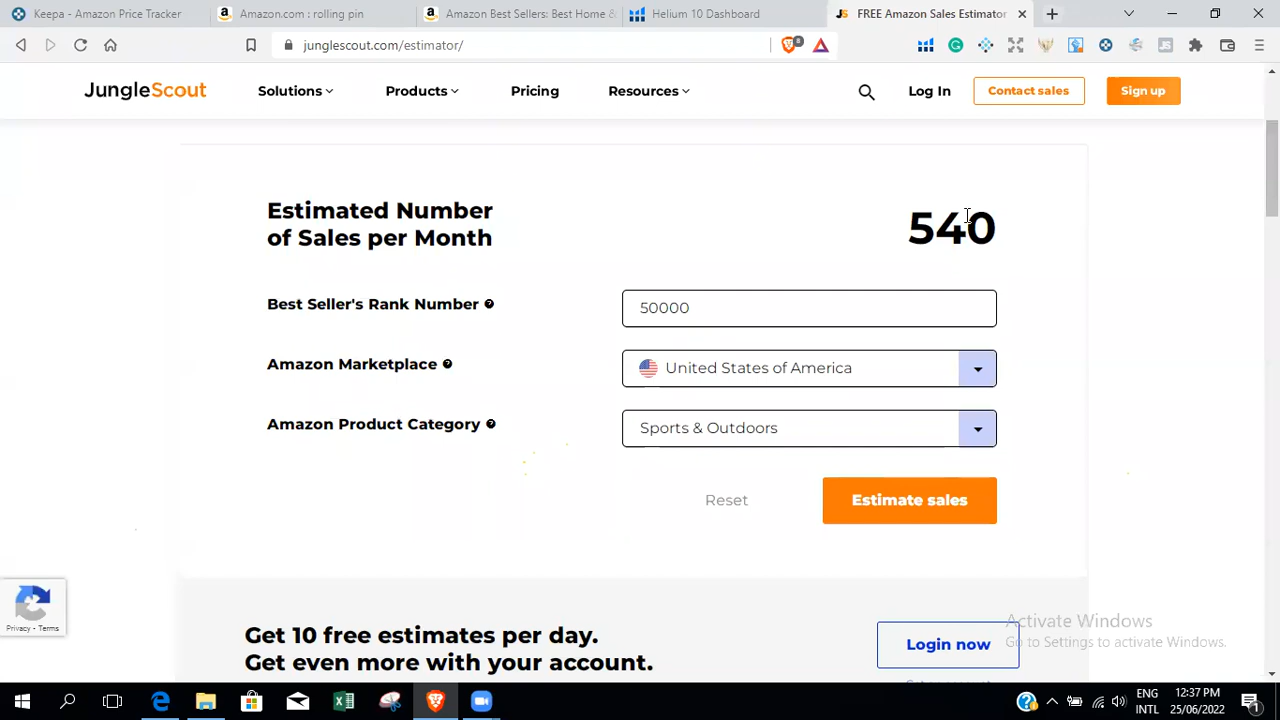 Keepa - Amazon Price Tracker
Amazon.com : rolling pin
Amazon Best Sellers: Best Home &
Helium 10 Dashboard
JS FREE Amazon Sales Estimator
junglescout.com/estimator/
8
JungleScout
Solutions
Products
Pricing
Resources
Log In
Contact sales
Sign up
Estimated Number
of Sales per Month
540
Best Seller's Rank Number
50000
Amazon Marketplace
United States of America
Amazon Product Category
Sports & Outdoors
Reset
Estimate sales
Privacy - Terms
Get 10 free estimates per day.
Get even more with your account.
Login now
Activate Windows
Go to Settings to activate Windows.
ENG
INTL
12:37 PM
25/06/2022
1